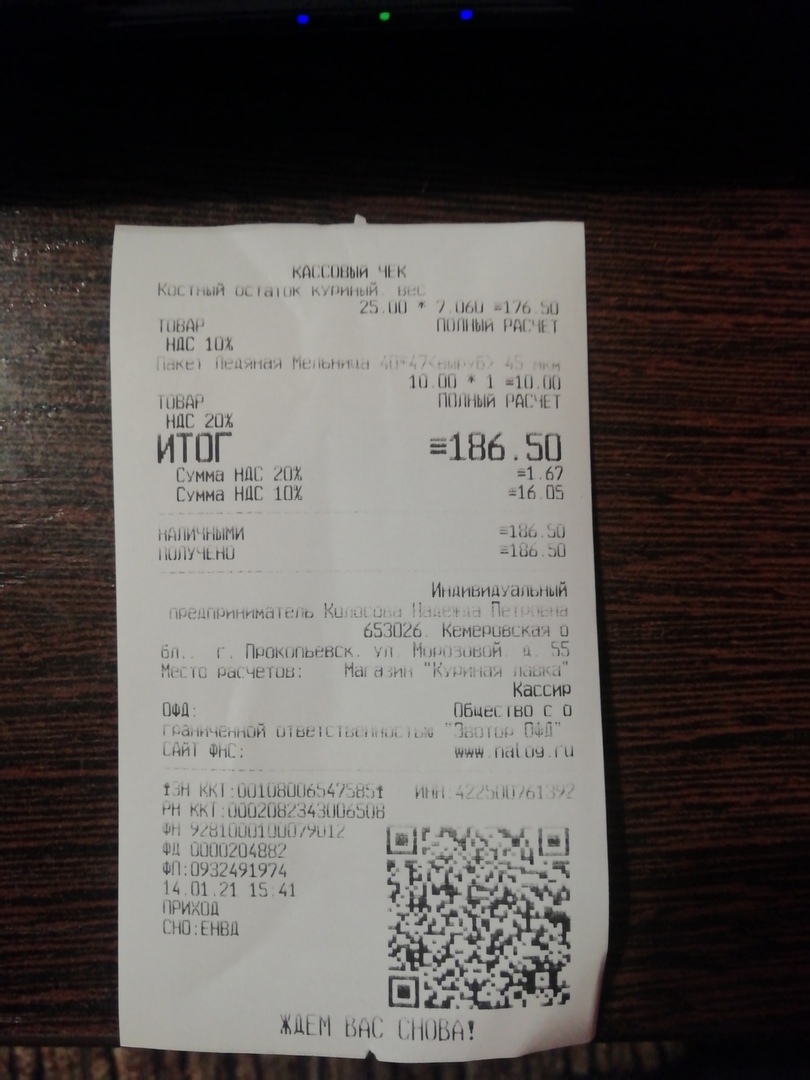 КАССОВЫЙ ЧЕК
Костный остаток куриный. вес
25.00 * 7.060 =176.50
ТОВАР ПОЛНЫЙ РАСЧЕТ
НДС 10%
Пакет Ледяная Мельница 40*47<выруб> 45 мкм
10.00 * 1 =10.00
ТОВАР ПОЛНЫЙ РАСЧЕТ
НДС 20%
ИТОГ =186.50
Сумма НДС 20% =1.67
Сумма НДС 10% =16.05
НАЛИЧНЫМИ =186.50
ПОЛУЧЕНО =186.50
Индивидуальный
предприниматель Колосова Надежда Петровна
653026. Кемеровская о
бл.. г. Прокопьевск. ул. Морозовой. д. 55
Место расчетов: Магазин "Куриная лавка"
Кассир
ОФД: Общество с о
граниченной ответственностью "Эвотор ОФД"
САЙТ ФНС: www.nalog.ru
ЗН ККТ:00108006547585 ИНН:422500761392
РН ККТ:0002082343006508
ФН 9281000100079012
ФД 0000204882
ФП:0932491974
14.01.21 15:41
ПРИХОД
СНО:ЕНВД
ЖДЕМ ВАС СНОВА!